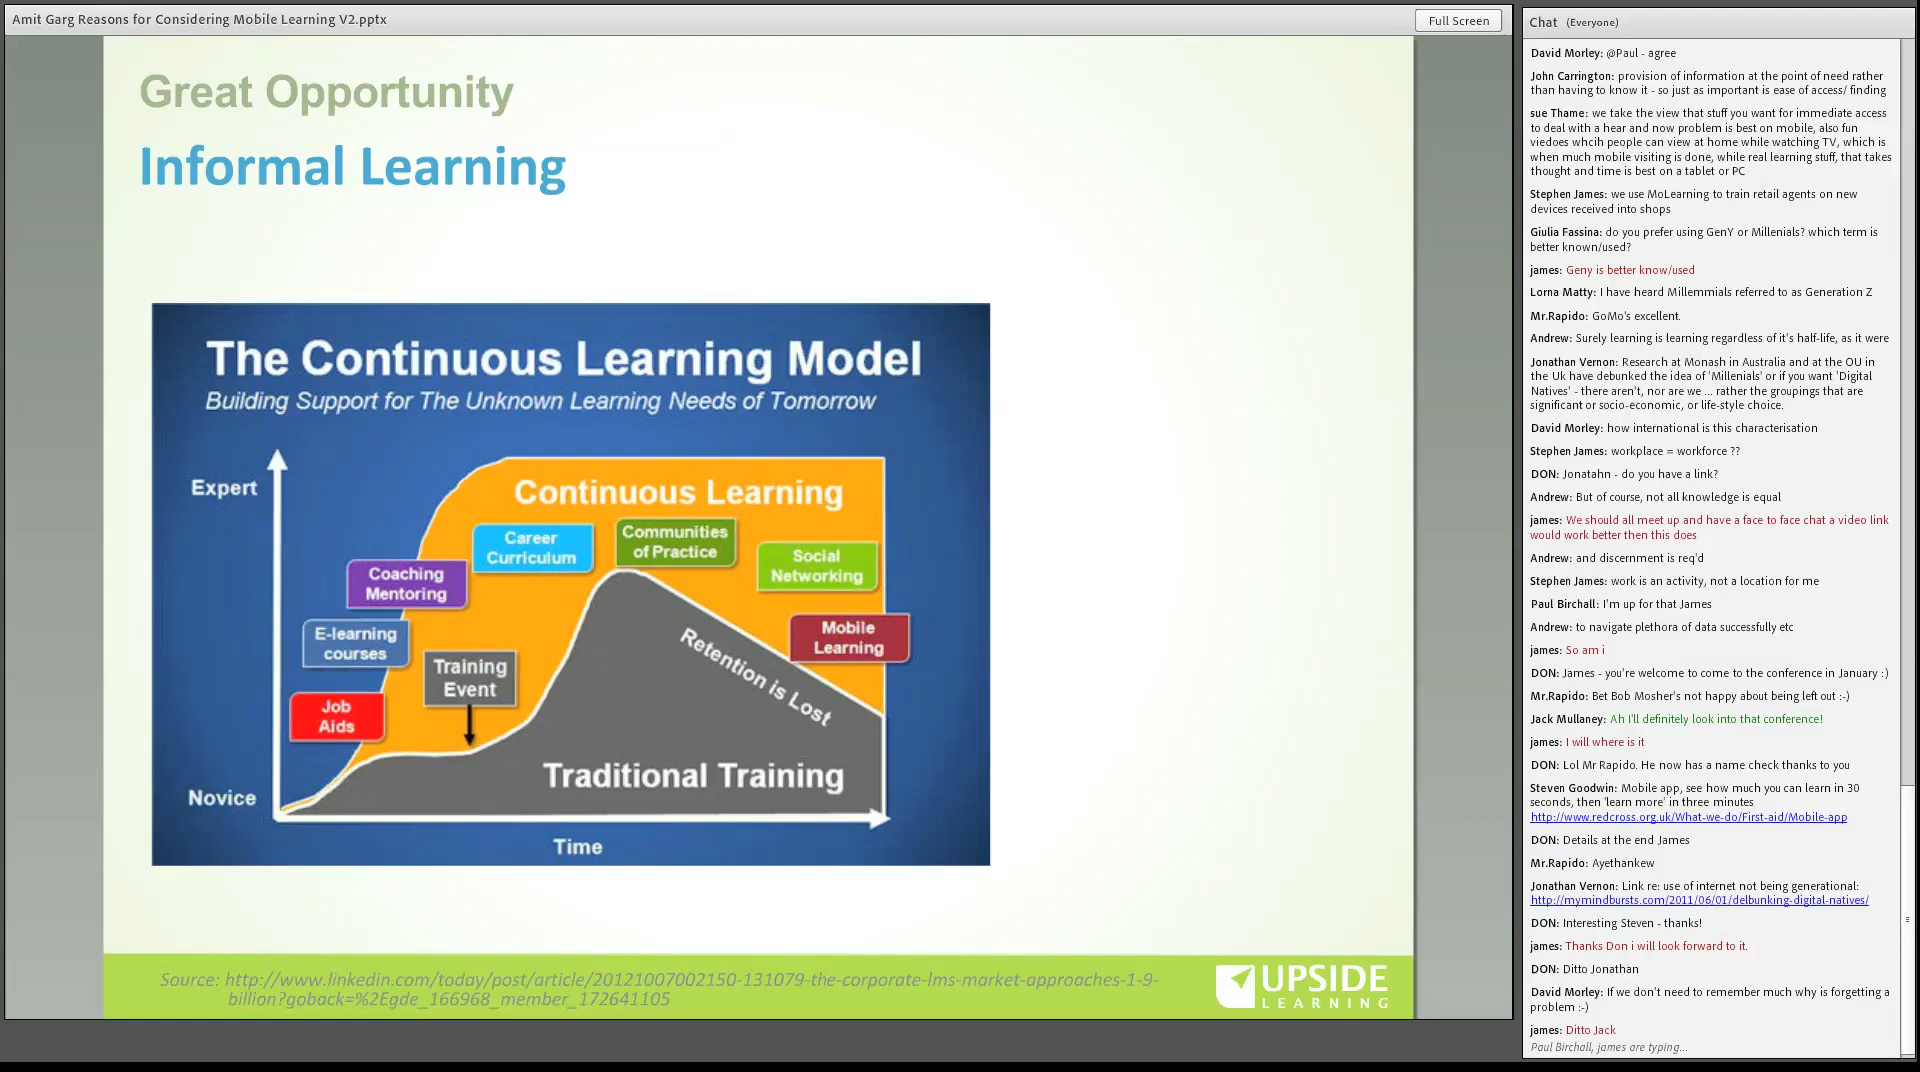 Amit Garg Reasons for Considering Mobile Learning V2.pptx
Full Screen
Great Opportunity
Informal Learning
The Continuous Learning Model
Building Support for The Unknown Learning Needs of Tomorrow
Expert
Continuous Learning
Career
Curriculum
Communities
of Practice
Social
Networking
Coaching
Mentoring
E-learning
courses
Training
Event
Mobile
Learning
Retention is Lost
Job
Aids
Traditional Training
Novice
Time
Source: http://www.linkedin.com/today/post/article/20121007002150-131079-the-corporate-lms-market-approaches-1-9-
billion?goback=%2Egde_166968_member_172641105
UPSIDE
LEARNING
Chat (Everyone)
David Morley: @Paul - agree
John Carrington: provision of information at the point of need rather
than having to know it - so just as important is ease of access/ finding
sue Thame: we take the view that stuff you want for immediate access
to deal with a hear and now problem is best on mobile, also fun
viedoes whcih people can view at home while watching TV, which is
when much mobile visiting is done, while real learning stuff, that takes
thought and time is best on a tablet or PC
Stephen James: we use MoLearning to train retail agents on new
devices received into shops
Giulia Fassina: do you prefer using GenY or Millenials? which term is
better known/used?
james: Geny is better know/used
Lorna Matty: I have heard Millemmials referred to as Generation Z
Mr.Rapido: GoMo's excellent.
Andrew: Surely learning is learning regardless of it's half-life, as it were
Jonathan Vernon: Research at Monash in Australia and at the OU in
the Uk have debunked the idea of 'Millenials' or if you want 'Digital
Natives' - there aren't, nor are we ... rather the groupings that are
significant or socio-economic, or life-style choice.
David Morley: how international is this characterisation
Stephen James: workplace = workforce ??
DON: Jonatahn - do you have a link?
Andrew: But of course, not all knowledge is equal
james: We should all meet up and have a face to face chat a video link
would work better then this does
Andrew: and discernment is req'd
Stephen James: work is an activity, not a location for me
Paul Birchall: I'm up for that James
Andrew: to navigate plethora of data successfully etc
james: So am i
DON: James - you're welcome to come to the conference in January :)
Mr.Rapido: Bet Bob Mosher's not happy about being left out :-)
Jack Mullaney: Ah I'll definitely look into that conference!
james: I will where is it
DON: Lol Mr Rapido. He now has a name check thanks to you
Steven Goodwin: Mobile app, see how much you can learn in 30
seconds, then 'learn more' in three minutes
http://www.redcross.org.uk/What-we-do/First-aid/Mobile-app
DON: Details at the end James
Mr.Rapido: Ayethankew
Jonathan Vernon: Link re: use of internet not being generational:
http://mymindbursts.com/2011/06/01/delbunking-digital-natives/
DON: Interesting Steven - thanks!
james: Thanks Don i will look forward to it.
DON: Ditto Jonathan
David Morley: If we don't need to remember much why is forgetting a
problem :-)
james: Ditto Jack
Paul Birchall, james are typing...